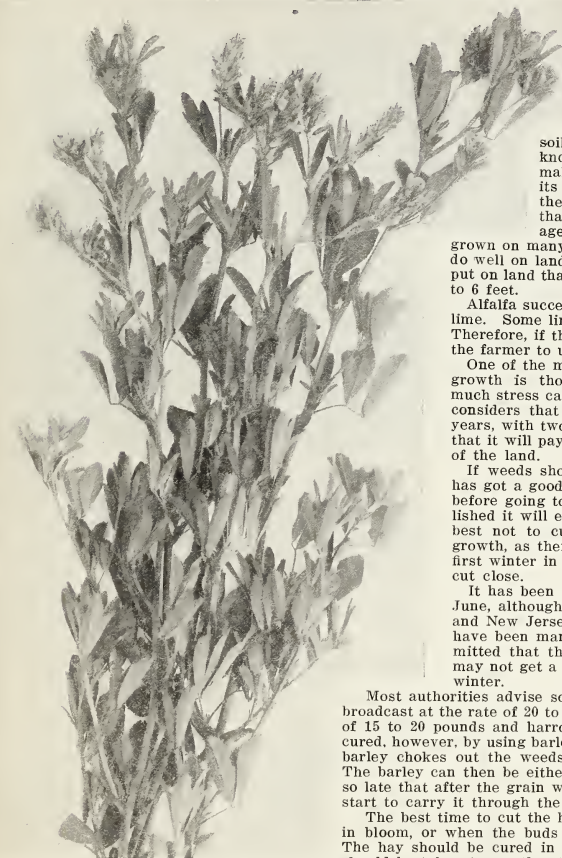 soil
kno
ma
its
the
tha
age
grown on many
do well on land
put on land tha
to 6 feet.
Alfalfa succe
lime. Some lin
Therefore, if th
the farmer to u
One of the m
growth is tho
much stress ca
considers that
years, with two
that it will pay
of the land.
If weeds sho
has got a good
before going to
lished it will e
best not to cu
growth, as the
first winter in
cut close.
It has been
June, although
and New Jerse
have been mar
mitted that th
may not get a
winter.
Most authorities advise so
broadcast at the rate of 20 to
of 15 to 20 pounds and harro
cured, however, by using barle
barley chokes out the weeds
The barley can then be eithe
so late that after the grain w
start to carry it through the
The best time to cut the h
in bloom, or when the buds
The hay should be cured in